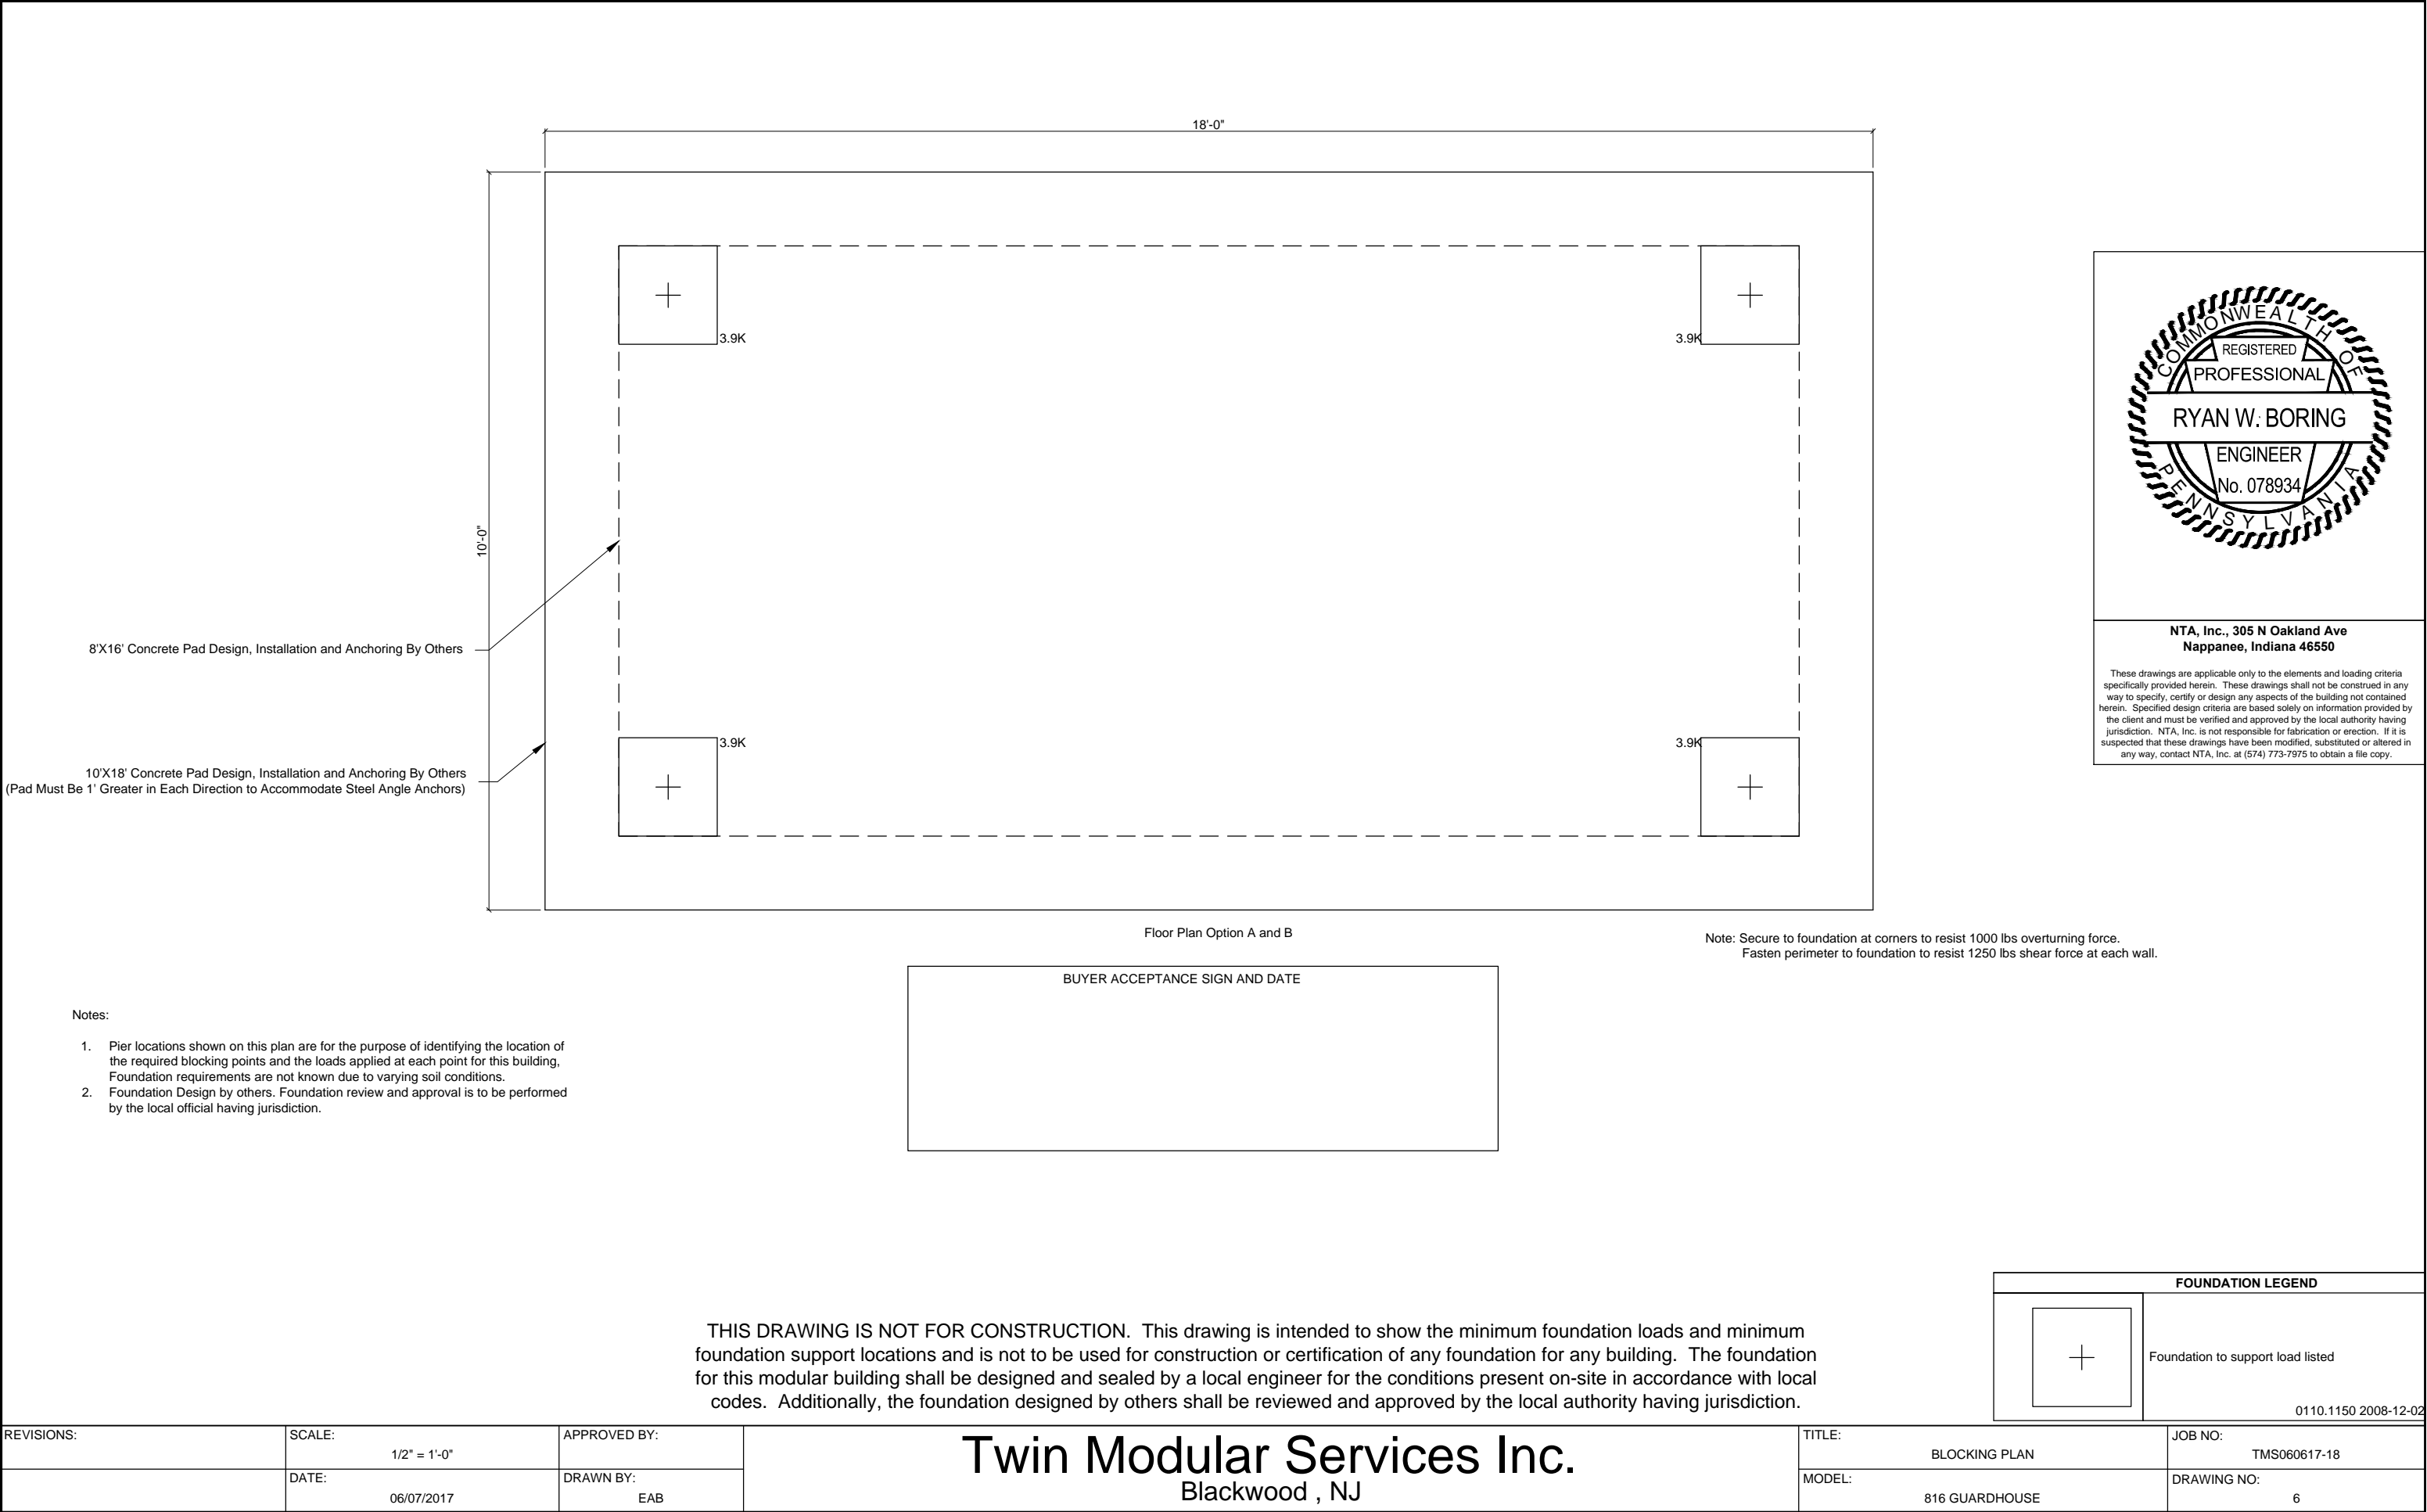 18'-0"
10'-0"
3.9K
3.9K
3.9K
3.9K
8'X16' Concrete Pad Design, Installation and Anchoring By Others
10'X18' Concrete Pad Design, Installation and Anchoring By Others
(Pad Must Be 1' Greater in Each Direction to Accommodate Steel Angle Anchors)
COMMONWEALTH OF
REGISTERED
PROFESSIONAL
RYAN W. BORING
ENGINEER
No. 078934
PENNSYLVANIA
NTA, Inc., 305 N Oakland Ave
Nappanee, Indiana 46550
These drawings are applicable only to the elements and loading criteria
specifically provided herein. These drawings shall not be construed in any
way to specify, certify or design any aspects of the building not contained
herein. Specified design criteria are based solely on information provided by
the client and must be verified and approved by the local authority having
jurisdiction. NTA, Inc. is not responsible for fabrication or erection. If it is
suspected that these drawings have been modified, substituted or altered in
any way, contact NTA, Inc. at (574) 773-7975 to obtain a file copy.
Floor Plan Option A and B
Note: Secure to foundation at corners to resist 1000 lbs overturning force.
Fasten perimeter to foundation to resist 1250 lbs shear force at each wall.
BUYER ACCEPTANCE SIGN AND DATE
Notes:
1. Pier locations shown on this plan are for the purpose of identifying the location of
the required blocking points and the loads applied at each point for this building,
Foundation requirements are not known due to varying soil conditions.
2. Foundation Design by others. Foundation review and approval is to be performed
by the local official having jurisdiction.
THIS DRAWING IS NOT FOR CONSTRUCTION. This drawing is intended to show the minimum foundation loads and minimum
foundation support locations and is not to be used for construction or certification of any foundation for any building. The foundation
for this modular building shall be designed and sealed by a local engineer for the conditions present on-site in accordance with local
codes. Additionally, the foundation designed by others shall be reviewed and approved by the local authority having jurisdiction.
FOUNDATION LEGEND
Foundation to support load listed
0110.1150 2008-12-02
REVISIONS:
SCALE:
1/2" = 1'-0"
DATE:
06/07/2017
APPROVED BY:
DRAWN BY:
EAB
Twin Modular Services Inc.
Blackwood , NJ
TITLE:
BLOCKING PLAN
MODEL:
816 GUARDHOUSE
JOB NO:
TMS060617-18
DRAWING NO:
6